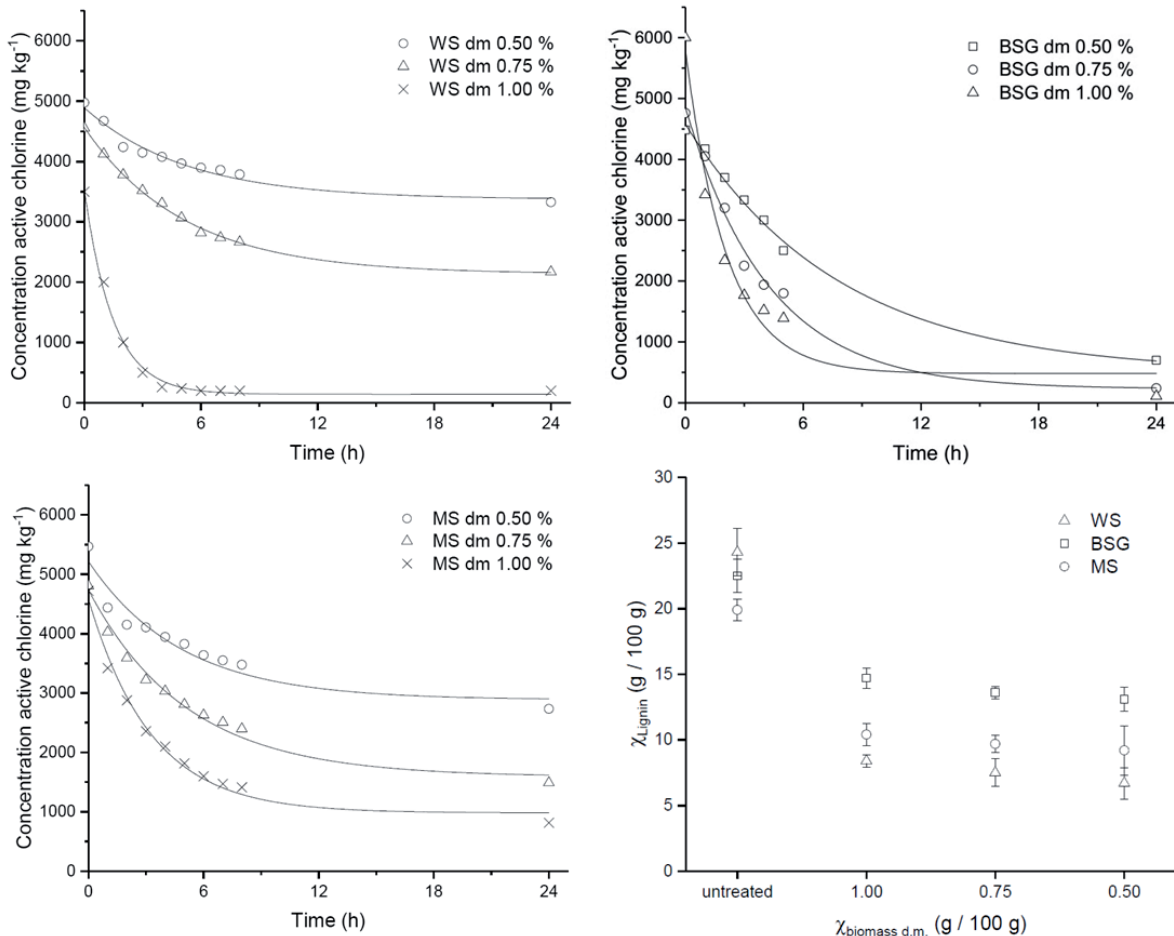 WS dm 0.50 %
WS dm 0.75 %
WS dm 1.00 %
Concentration active chlorine (mg kg⁻¹)
6000
5000
4000
3000
2000
1000
0
0 6 12 18 24
Time (h)
BSG dm 0.50 %
BSG dm 0.75 %
BSG dm 1.00 %
Concentration active chlorine (mg kg⁻¹)
6000
5000
4000
3000
2000
1000
0
0 6 12 18 24
Time (h)
MS dm 0.50 %
MS dm 0.75 %
MS dm 1.00 %
Concentration active chlorine (mg kg⁻¹)
6000
5000
4000
3000
2000
1000
0
0 6 12 18 24
Time (h)
WS
BSG
MS
χLignin (g / 100 g)
30
25
20
15
10
5
0
untreated 1.00 0.75 0.50
χbiomass d.m. (g / 100 g)